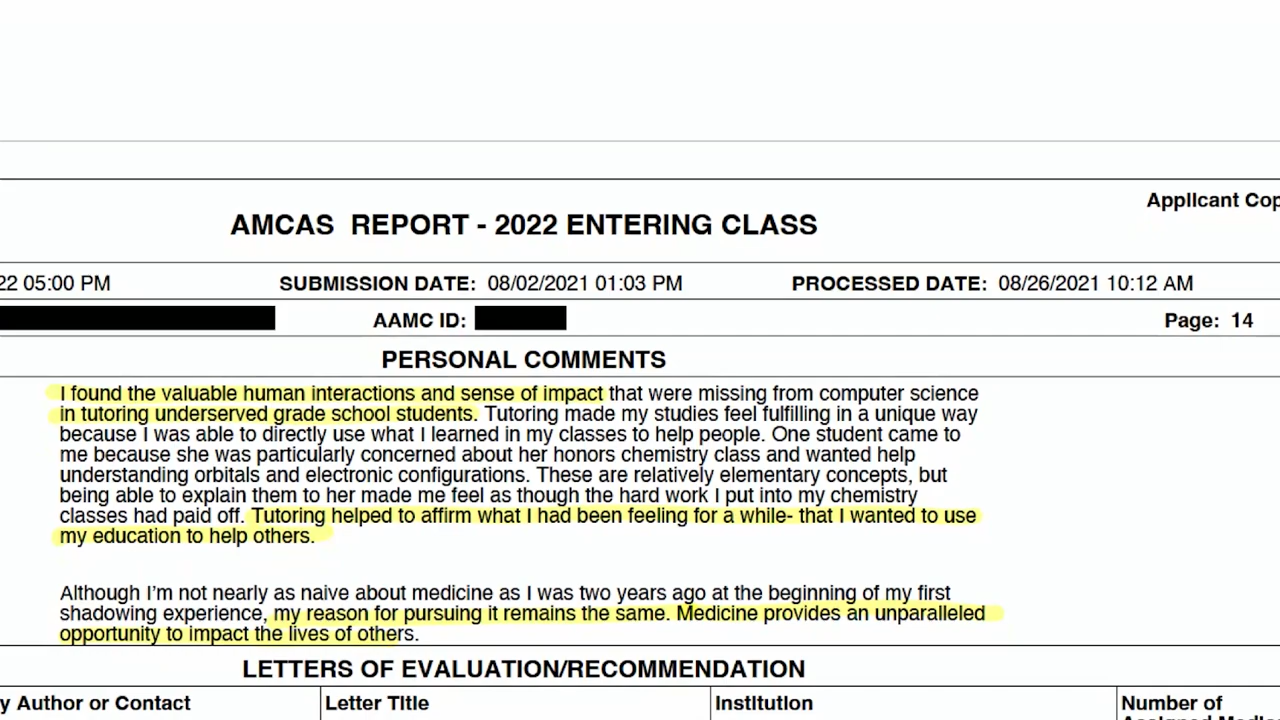 Applicant Cop
AMCAS REPORT - 2022 ENTERING CLASS
22 05:00 PM SUBMISSION DATE: 08/02/2021 01:03 PM PROCESSED DATE: 08/26/2021 10:12 AM
AAMC ID: Page: 14
PERSONAL COMMENTS
I found the valuable human interactions and sense of impact that were missing from computer science
in tutoring underserved grade school students. Tutoring made my studies feel fulfilling in a unique way
because I was able to directly use what I learned in my classes to help people. One student came to
me because she was particularly concerned about her honors chemistry class and wanted help
understanding orbitals and electronic configurations. These are relatively elementary concepts, but
being able to explain them to her made me feel as though the hard work I put into my chemistry
classes had paid off. Tutoring helped to affirm what I had been feeling for a while- that I wanted to use
my education to help others.
Although I’m not nearly as naive about medicine as I was two years ago at the beginning of my first
shadowing experience, my reason for pursuing it remains the same. Medicine provides an unparalleled
opportunity to impact the lives of others.
LETTERS OF EVALUATION/RECOMMENDATION
y Author or Contact Letter Title Institution Number of